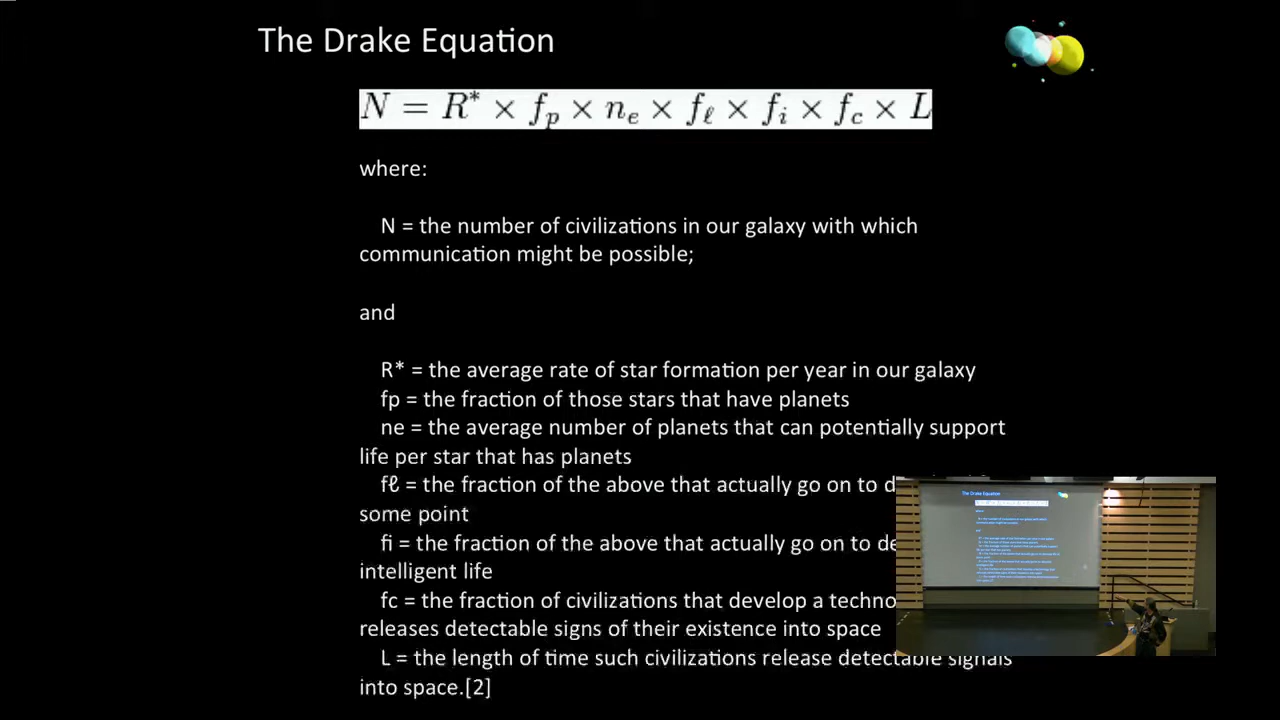 The Drake Equation
N = R* × fp × ne × fℓ × fi × fc × L
where:
N = the number of civilizations in our galaxy with which
communication might be possible;
and
R* = the average rate of star formation per year in our galaxy
fp = the fraction of those stars that have planets
ne = the average number of planets that can potentially support
life per star that has planets
fℓ = the fraction of the above that actually go on to
some point
fi = the fraction of the above that actually go on to
intelligent life
fc = the fraction of civilizations that develop a
releases detectable signs of their existence into space
L = the length of time such civilizations release detectable signals
into space.[2]
The Drake Equation